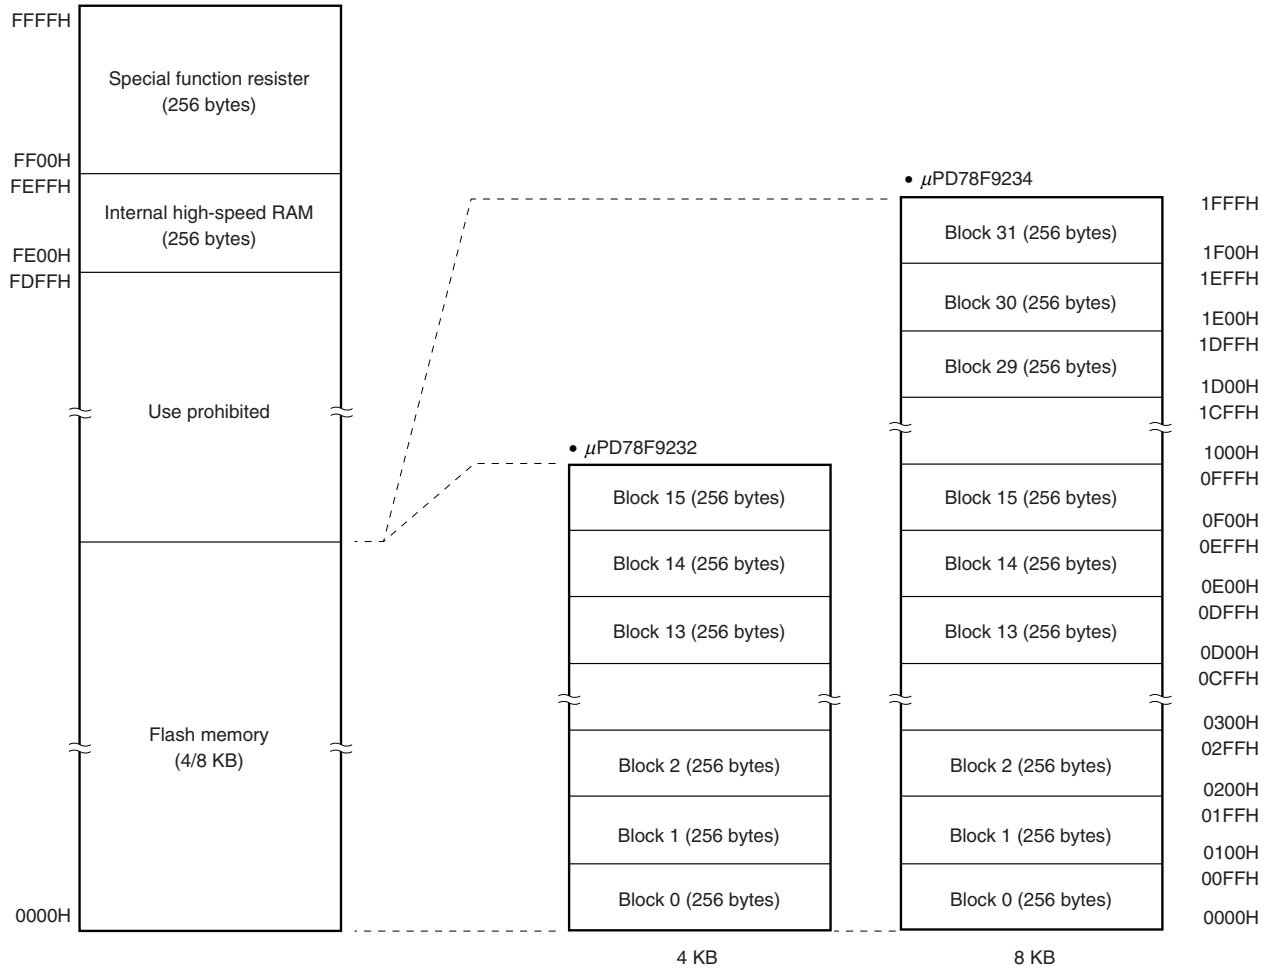 FFFFH
Special function resister
(256 bytes)
FF00H
FEFFH
Internal high-speed RAM
(256 bytes)
FE00H
FDFFH
Use prohibited
Flash memory
(4/8 KB)
0000H
• μPD78F9232
Block 15 (256 bytes)
Block 14 (256 bytes)
Block 13 (256 bytes)
Block 2 (256 bytes)
Block 1 (256 bytes)
Block 0 (256 bytes)
4 KB
• μPD78F9234
Block 31 (256 bytes)
Block 30 (256 bytes)
Block 29 (256 bytes)
Block 15 (256 bytes)
Block 14 (256 bytes)
Block 13 (256 bytes)
Block 2 (256 bytes)
Block 1 (256 bytes)
Block 0 (256 bytes)
8 KB
1FFFH
1F00H
1EFFH
1E00H
1DFFH
1D00H
1CFFH
1000H
0FFFH
0F00H
0EFFH
0E00H
0DFFH
0D00H
0CFFH
0300H
02FFH
0200H
01FFH
0100H
00FFH
0000H